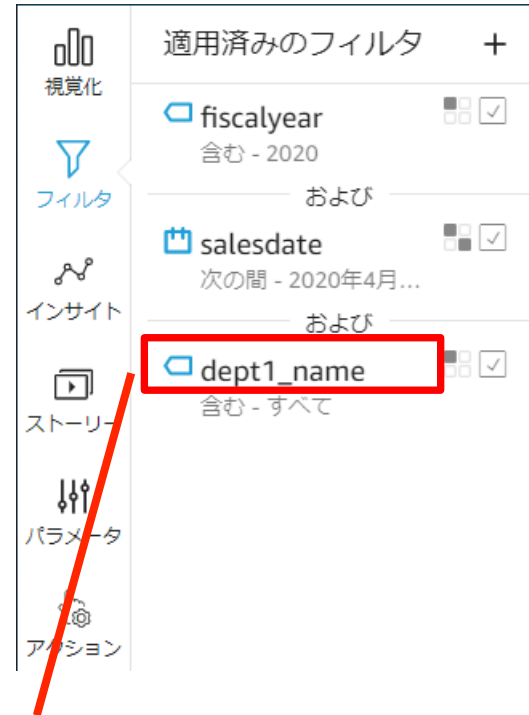 適用済みのフィルタ +
視覚化
fiscalyear
含む - 2020
フィルタ
および
salesdate
次の間 - 2020年4月...
インサイト
および
dept1_name
含む - すべて
ストーリー
パラメータ
アクション